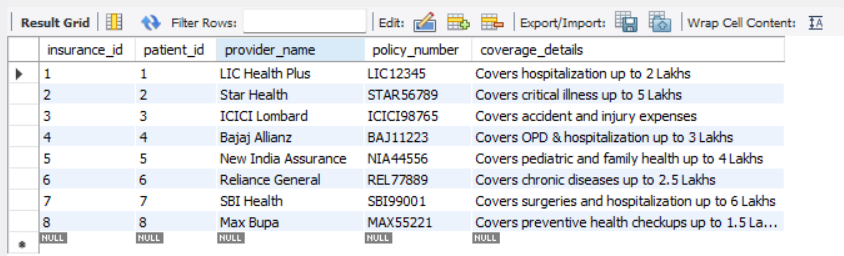 Result Grid Filter Rows: Edit: Export/Import: Wrap Cell Content: IA
insurance_id patient_id provider_name policy_number coverage_details
1 1 LIC Health Plus LIC12345 Covers hospitalization up to 2 Lakhs
2 2 Star Health STAR56789 Covers critical illness up to 5 Lakhs
3 3 ICICI Lombard ICICI98765 Covers accident and injury expenses
4 4 Bajaj Allianz BAJ11223 Covers OPD & hospitalization up to 3 Lakhs
5 5 New India Assurance NIA44556 Covers pediatric and family health up to 4 Lakhs
6 6 Reliance General REL77889 Covers chronic diseases up to 2.5 Lakhs
7 7 SBI Health SBI99001 Covers surgeries and hospitalization up to 6 Lakhs
8 8 Max Bupa MAX55221 Covers preventive health checkups up to 1.5 La...
NULL NULL NULL NULL NULL